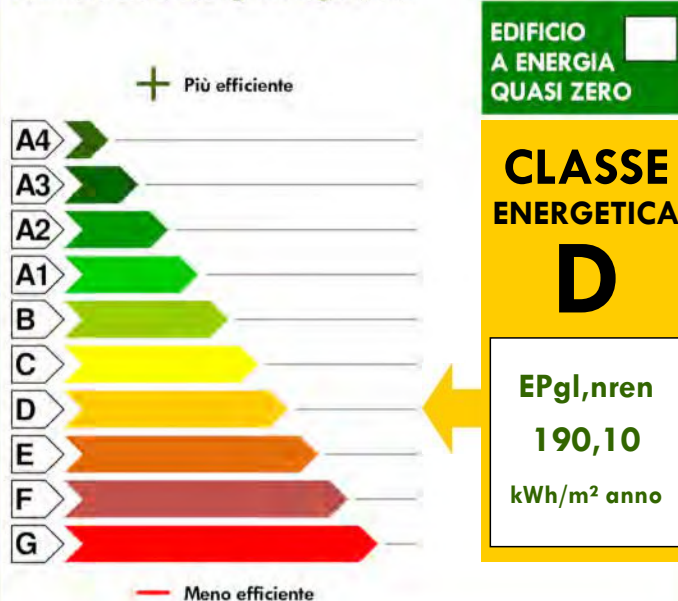 EDIFICIO
A ENERGIA
QUASI ZERO
Più efficiente
A4
A3
A2
A1
B
C
D
E
F
G
Meno efficiente
CLASSE
ENERGETICA
D
EPgl,nren
190,10
kWh/m² anno